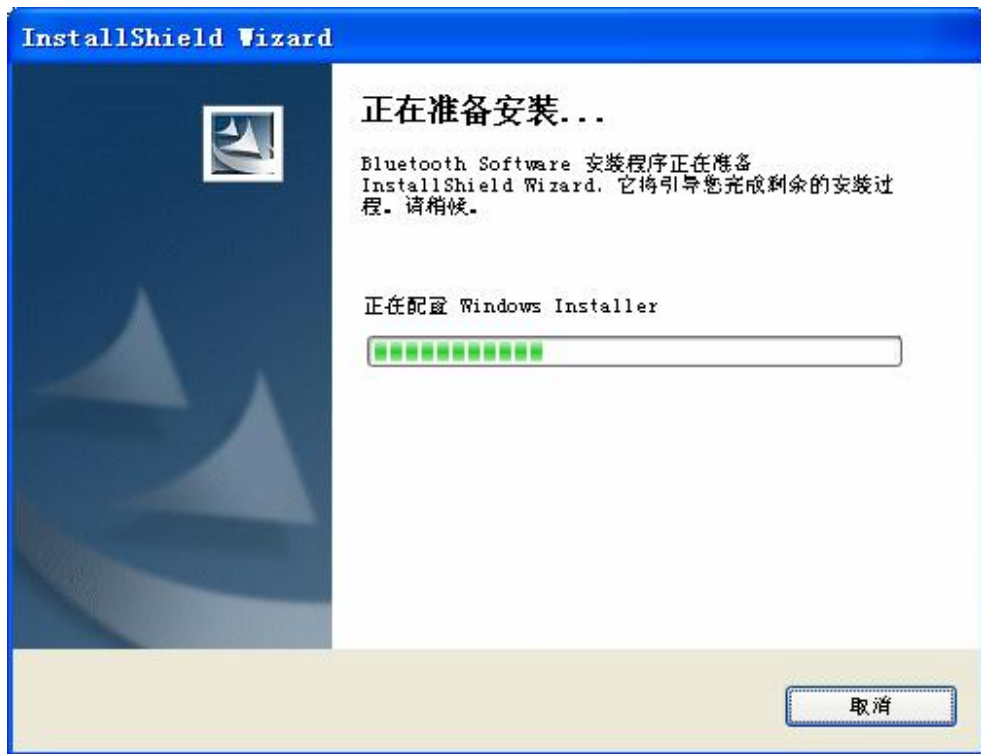 InstallShield Wizard
正在准备安装...
Bluetooth Software 安装程序正在准备
InstallShield Wizard, 它将引导您完成剩余的安装过
程。请稍候。
正在配置 Windows Installer
取消